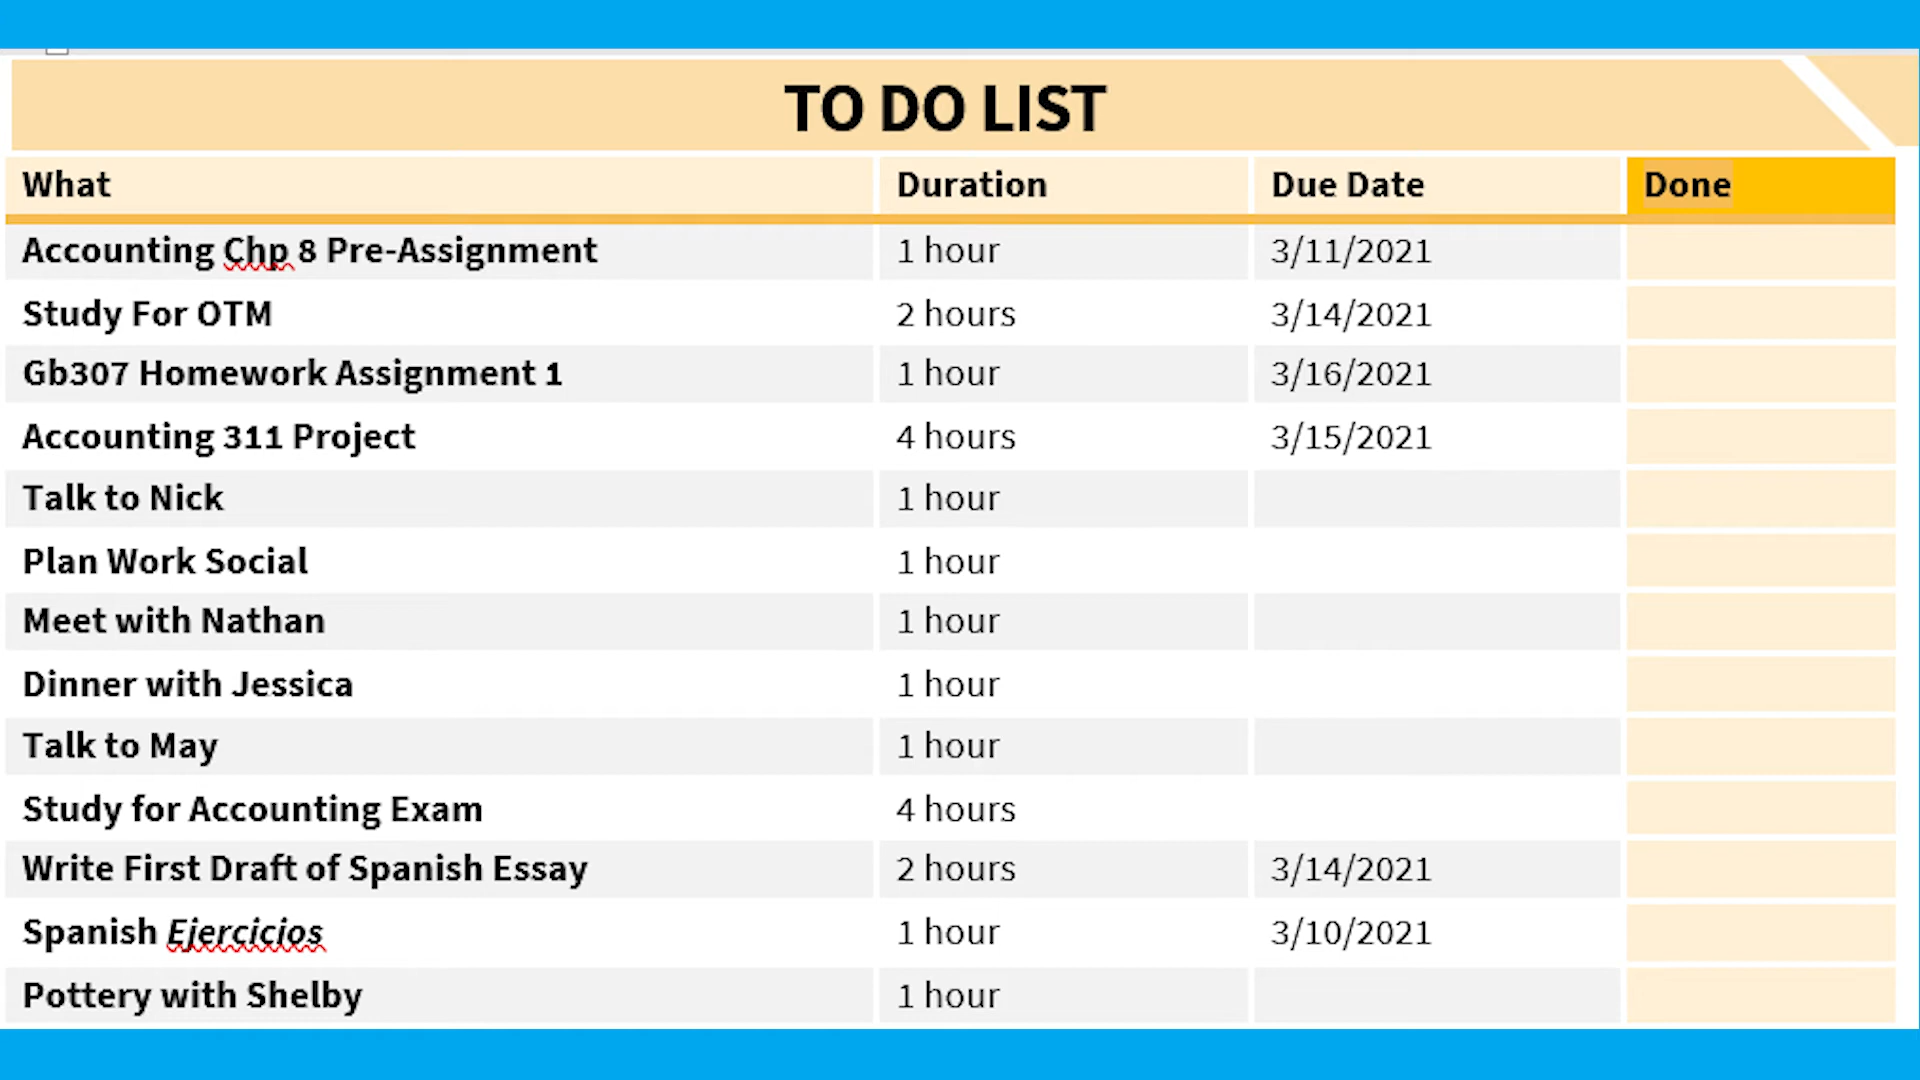 TO DO LIST
What Duration Due Date Done
Accounting Chp 8 Pre-Assignment 1 hour 3/11/2021
Study For OTM 2 hours 3/14/2021
Gb307 Homework Assignment 1 1 hour 3/16/2021
Accounting 311 Project 4 hours 3/15/2021
Talk to Nick 1 hour
Plan Work Social 1 hour
Meet with Nathan 1 hour
Dinner with Jessica 1 hour
Talk to May 1 hour
Study for Accounting Exam 4 hours
Write First Draft of Spanish Essay 2 hours 3/14/2021
Spanish Ejercicios 1 hour 3/10/2021
Pottery with Shelby 1 hour